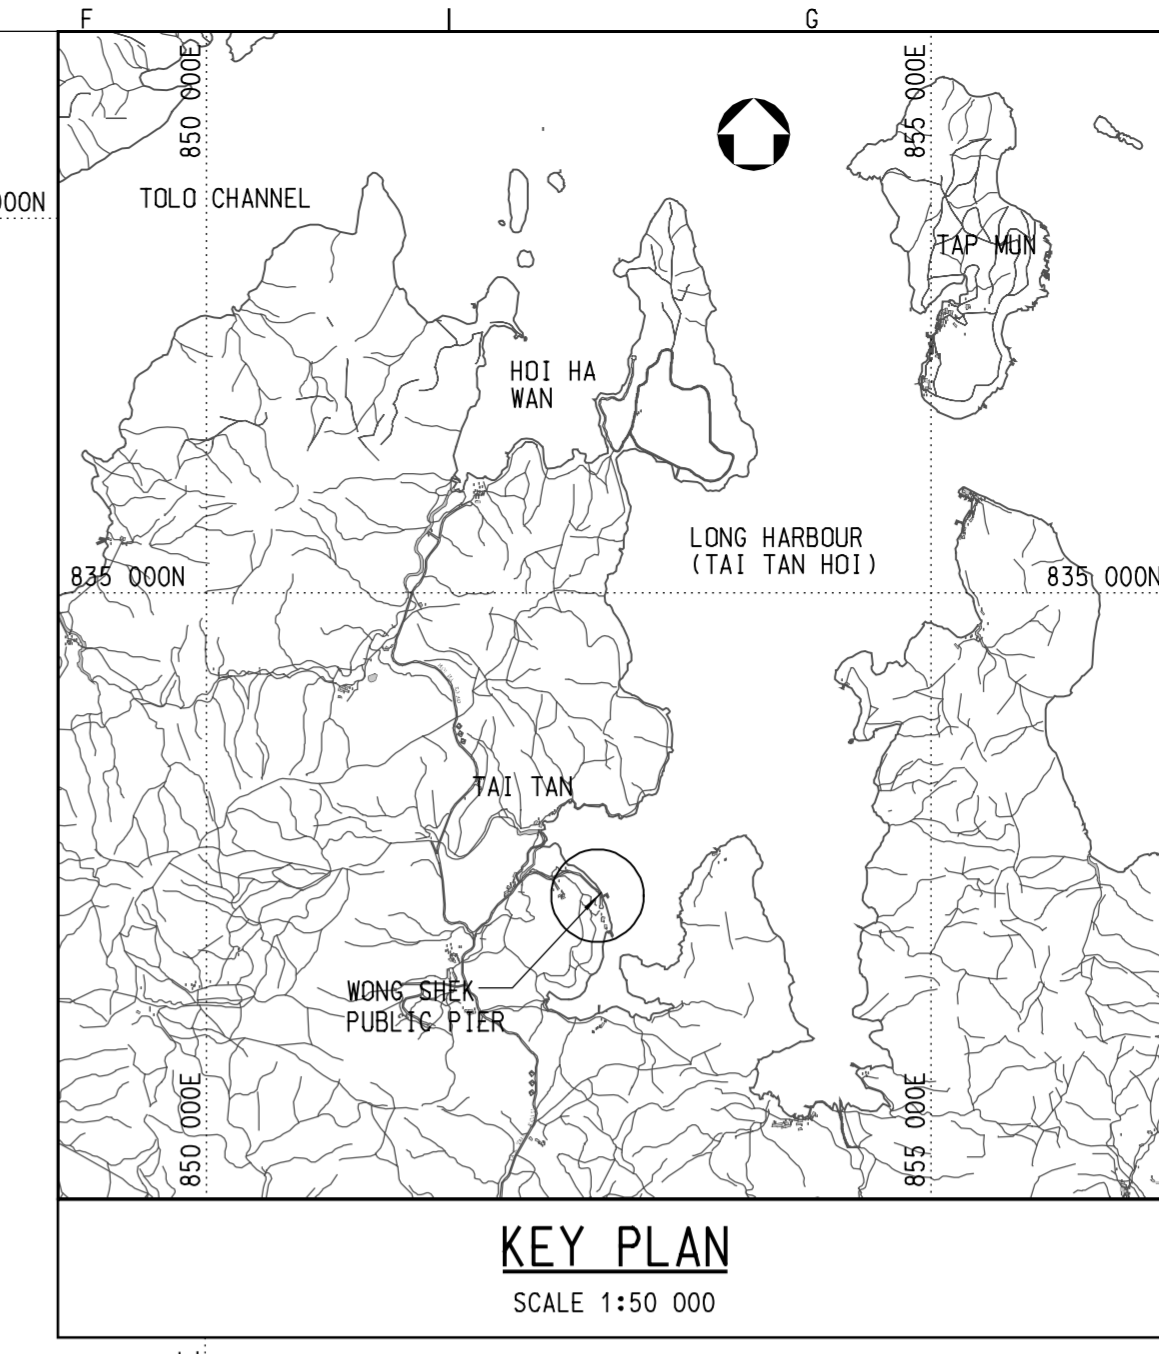 F
G
850 000E
855 000E
000N
TOLO CHANNEL
TAP MUN
HOI HA
WAN
LONG HARBOUR
(TAI TAN HOI)
835 000N
835 000N
TAI TAN
WONG SHEK
PUBLIC PIER
850 000E
855 000E
KEY PLAN
SCALE 1:50 000